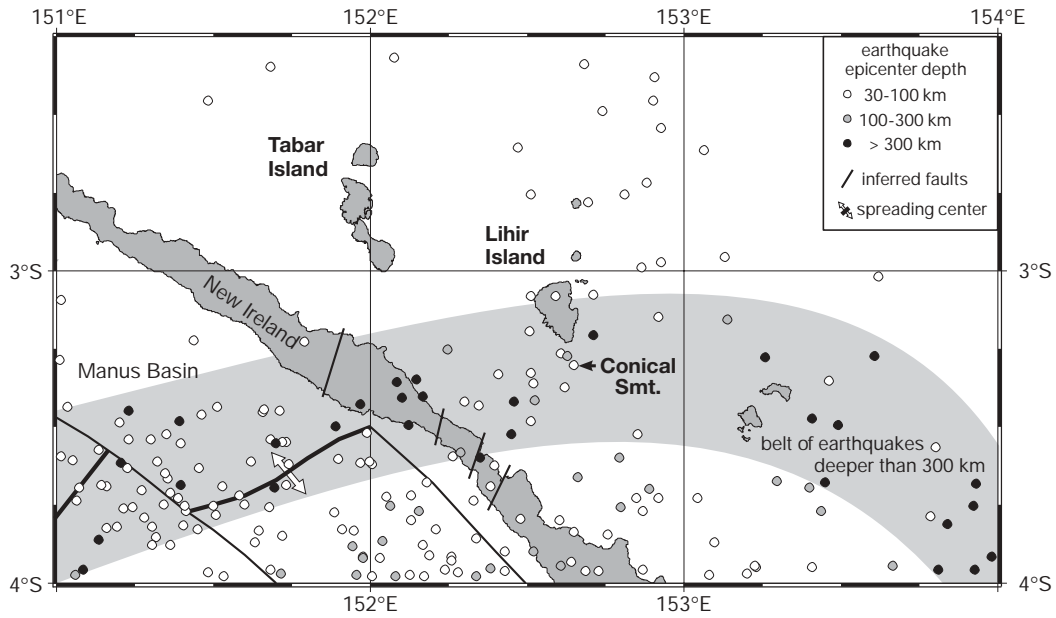 151°E 152°E 153°E 154°E
earthquake
epicenter depth
30-100 km
100-300 km
> 300 km
inferred faults
spreading center
Tabar
Island
Lihir
Island
3°S 3°S
New Ireland
Manus Basin
Conical
Smt.
belt of earthquakes
deeper than 300 km
4°S 4°S
152°E 153°E